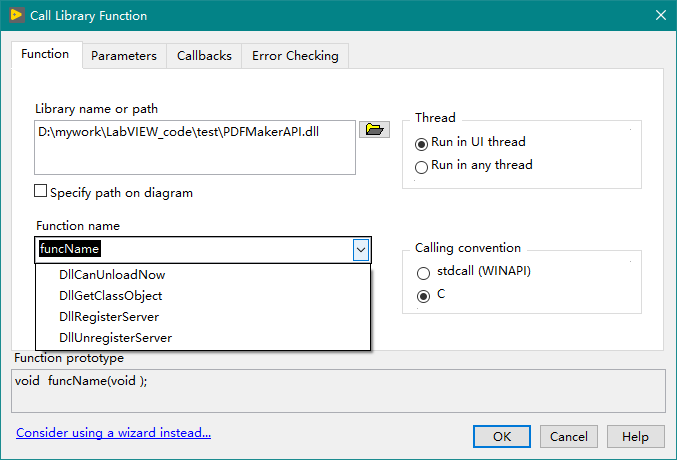 Call Library Function
Function
Parameters
Callbacks
Error Checking
Library name or path
D:\mywork\LabVIEW_code\test\PDFMakerAPI.dll
Specify path on diagram
Thread
Run in UI thread
Run in any thread
Function name
funcName
DllCanUnloadNow
DllGetClassObject
DllRegisterServer
DllUnregisterServer
Calling convention
stdcall (WINAPI)
C
Function prototype
void  funcName(void );
Consider using a wizard instead...
OK
Cancel
Help